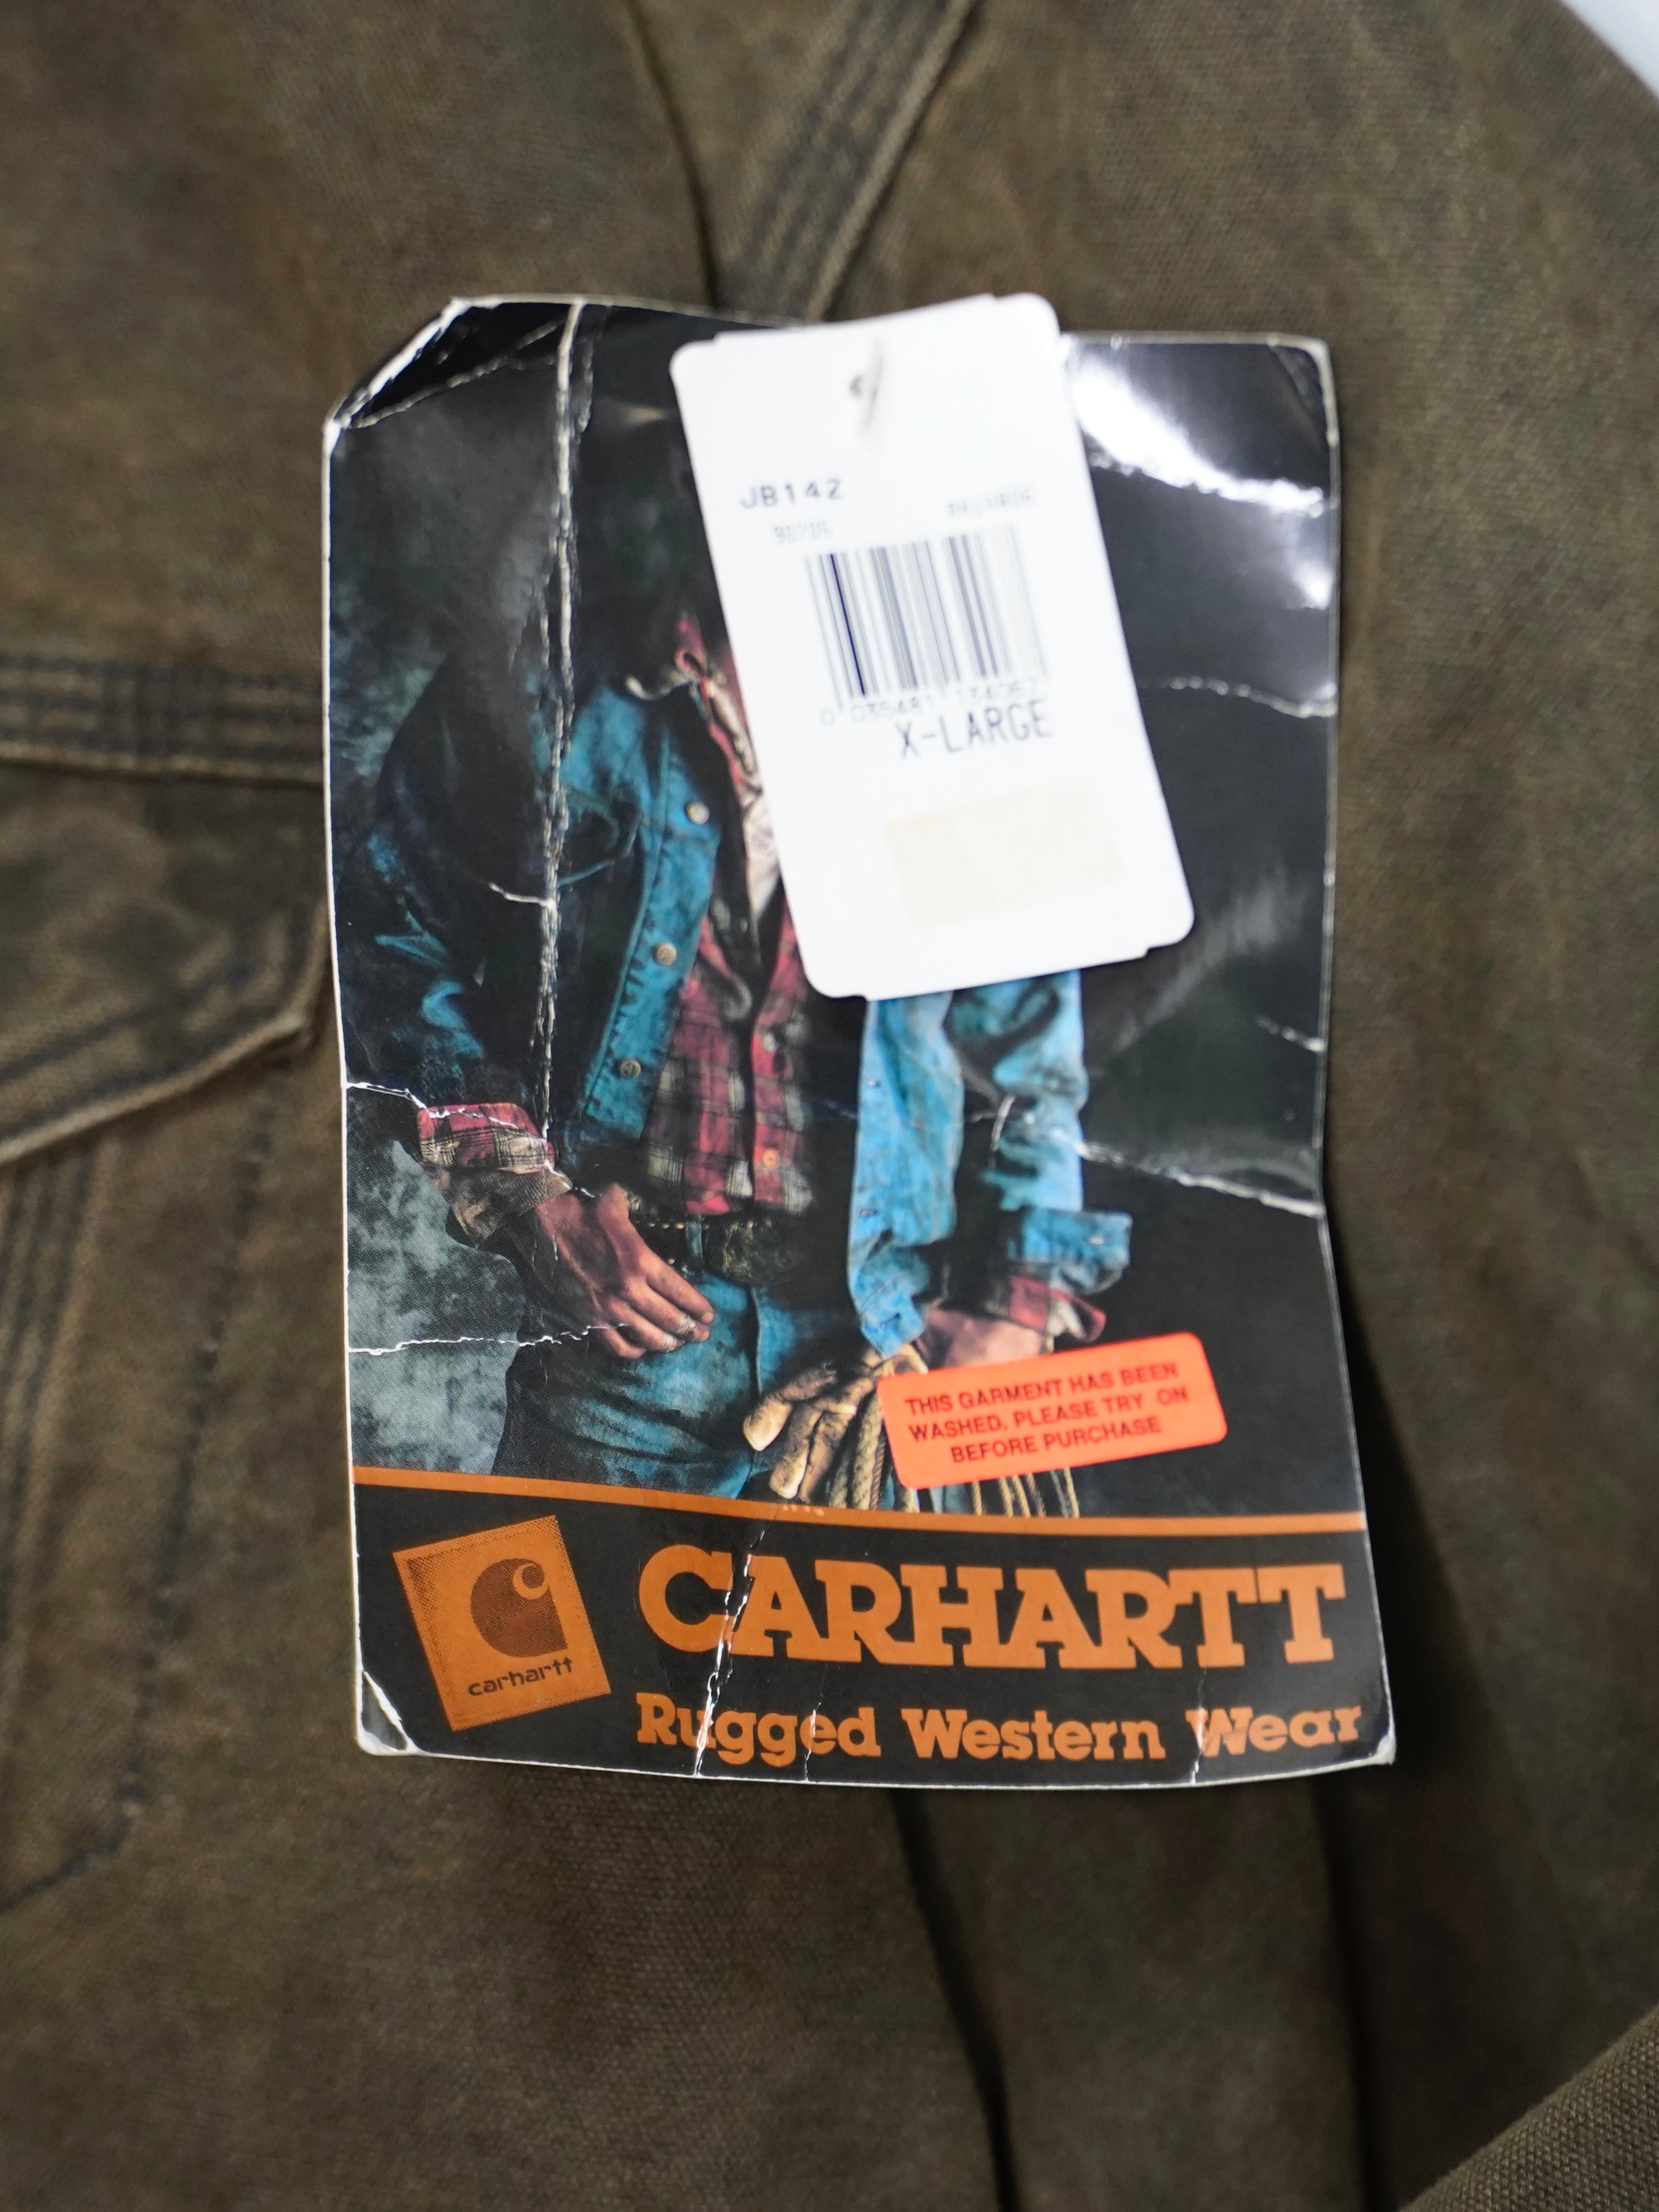 JB142
X-LARGE
THIS GARMENT HAS BEEN
WASHED. PLEASE TRY ON
BEFORE PURCHASE
carhartt
CARHARTT
Rugged Western Wear